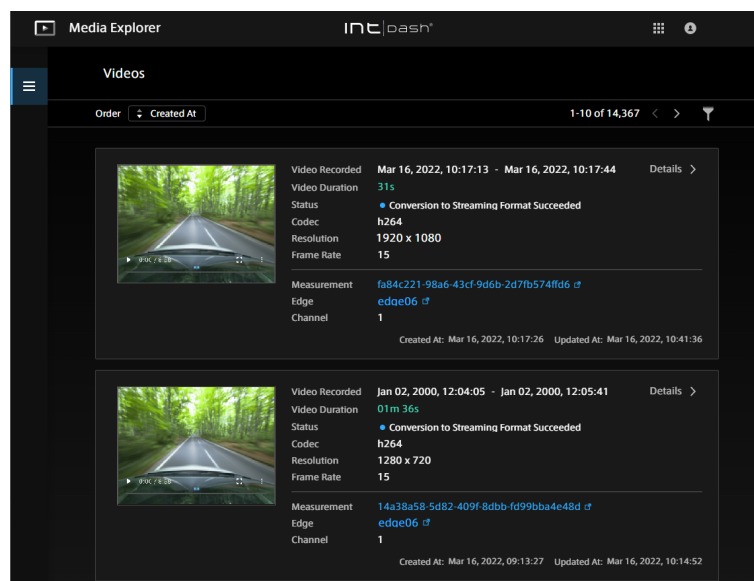 Media Explorer
intdash®
Videos
Order Created At
1-10 of 14,367
Video Recorded Mar 16, 2022, 10:17:13 - Mar 16, 2022, 10:17:44 Details
Video Duration 31s
Status Conversion to Streaming Format Succeeded
Codec h264
Resolution 1920 x 1080
Frame Rate 15
Measurement fa84c221-98a6-43cf-9d6b-2d7fb574ffd6
Edge edge06
Channel 1
Created At: Mar 16, 2022, 10:17:26 Updated At: Mar 16, 2022, 10:41:36
Video Recorded Jan 02, 2000, 12:04:05 - Jan 02, 2000, 12:05:41 Details
Video Duration 01m 36s
Status Conversion to Streaming Format Succeeded
Codec h264
Resolution 1280 x 720
Frame Rate 15
Measurement 14a38a58-5d82-409f-8dbb-fd99bba4e48d
Edge edge06
Channel 1
Created At: Mar 16, 2022, 09:13:27 Updated At: Mar 16, 2022, 10:14:52